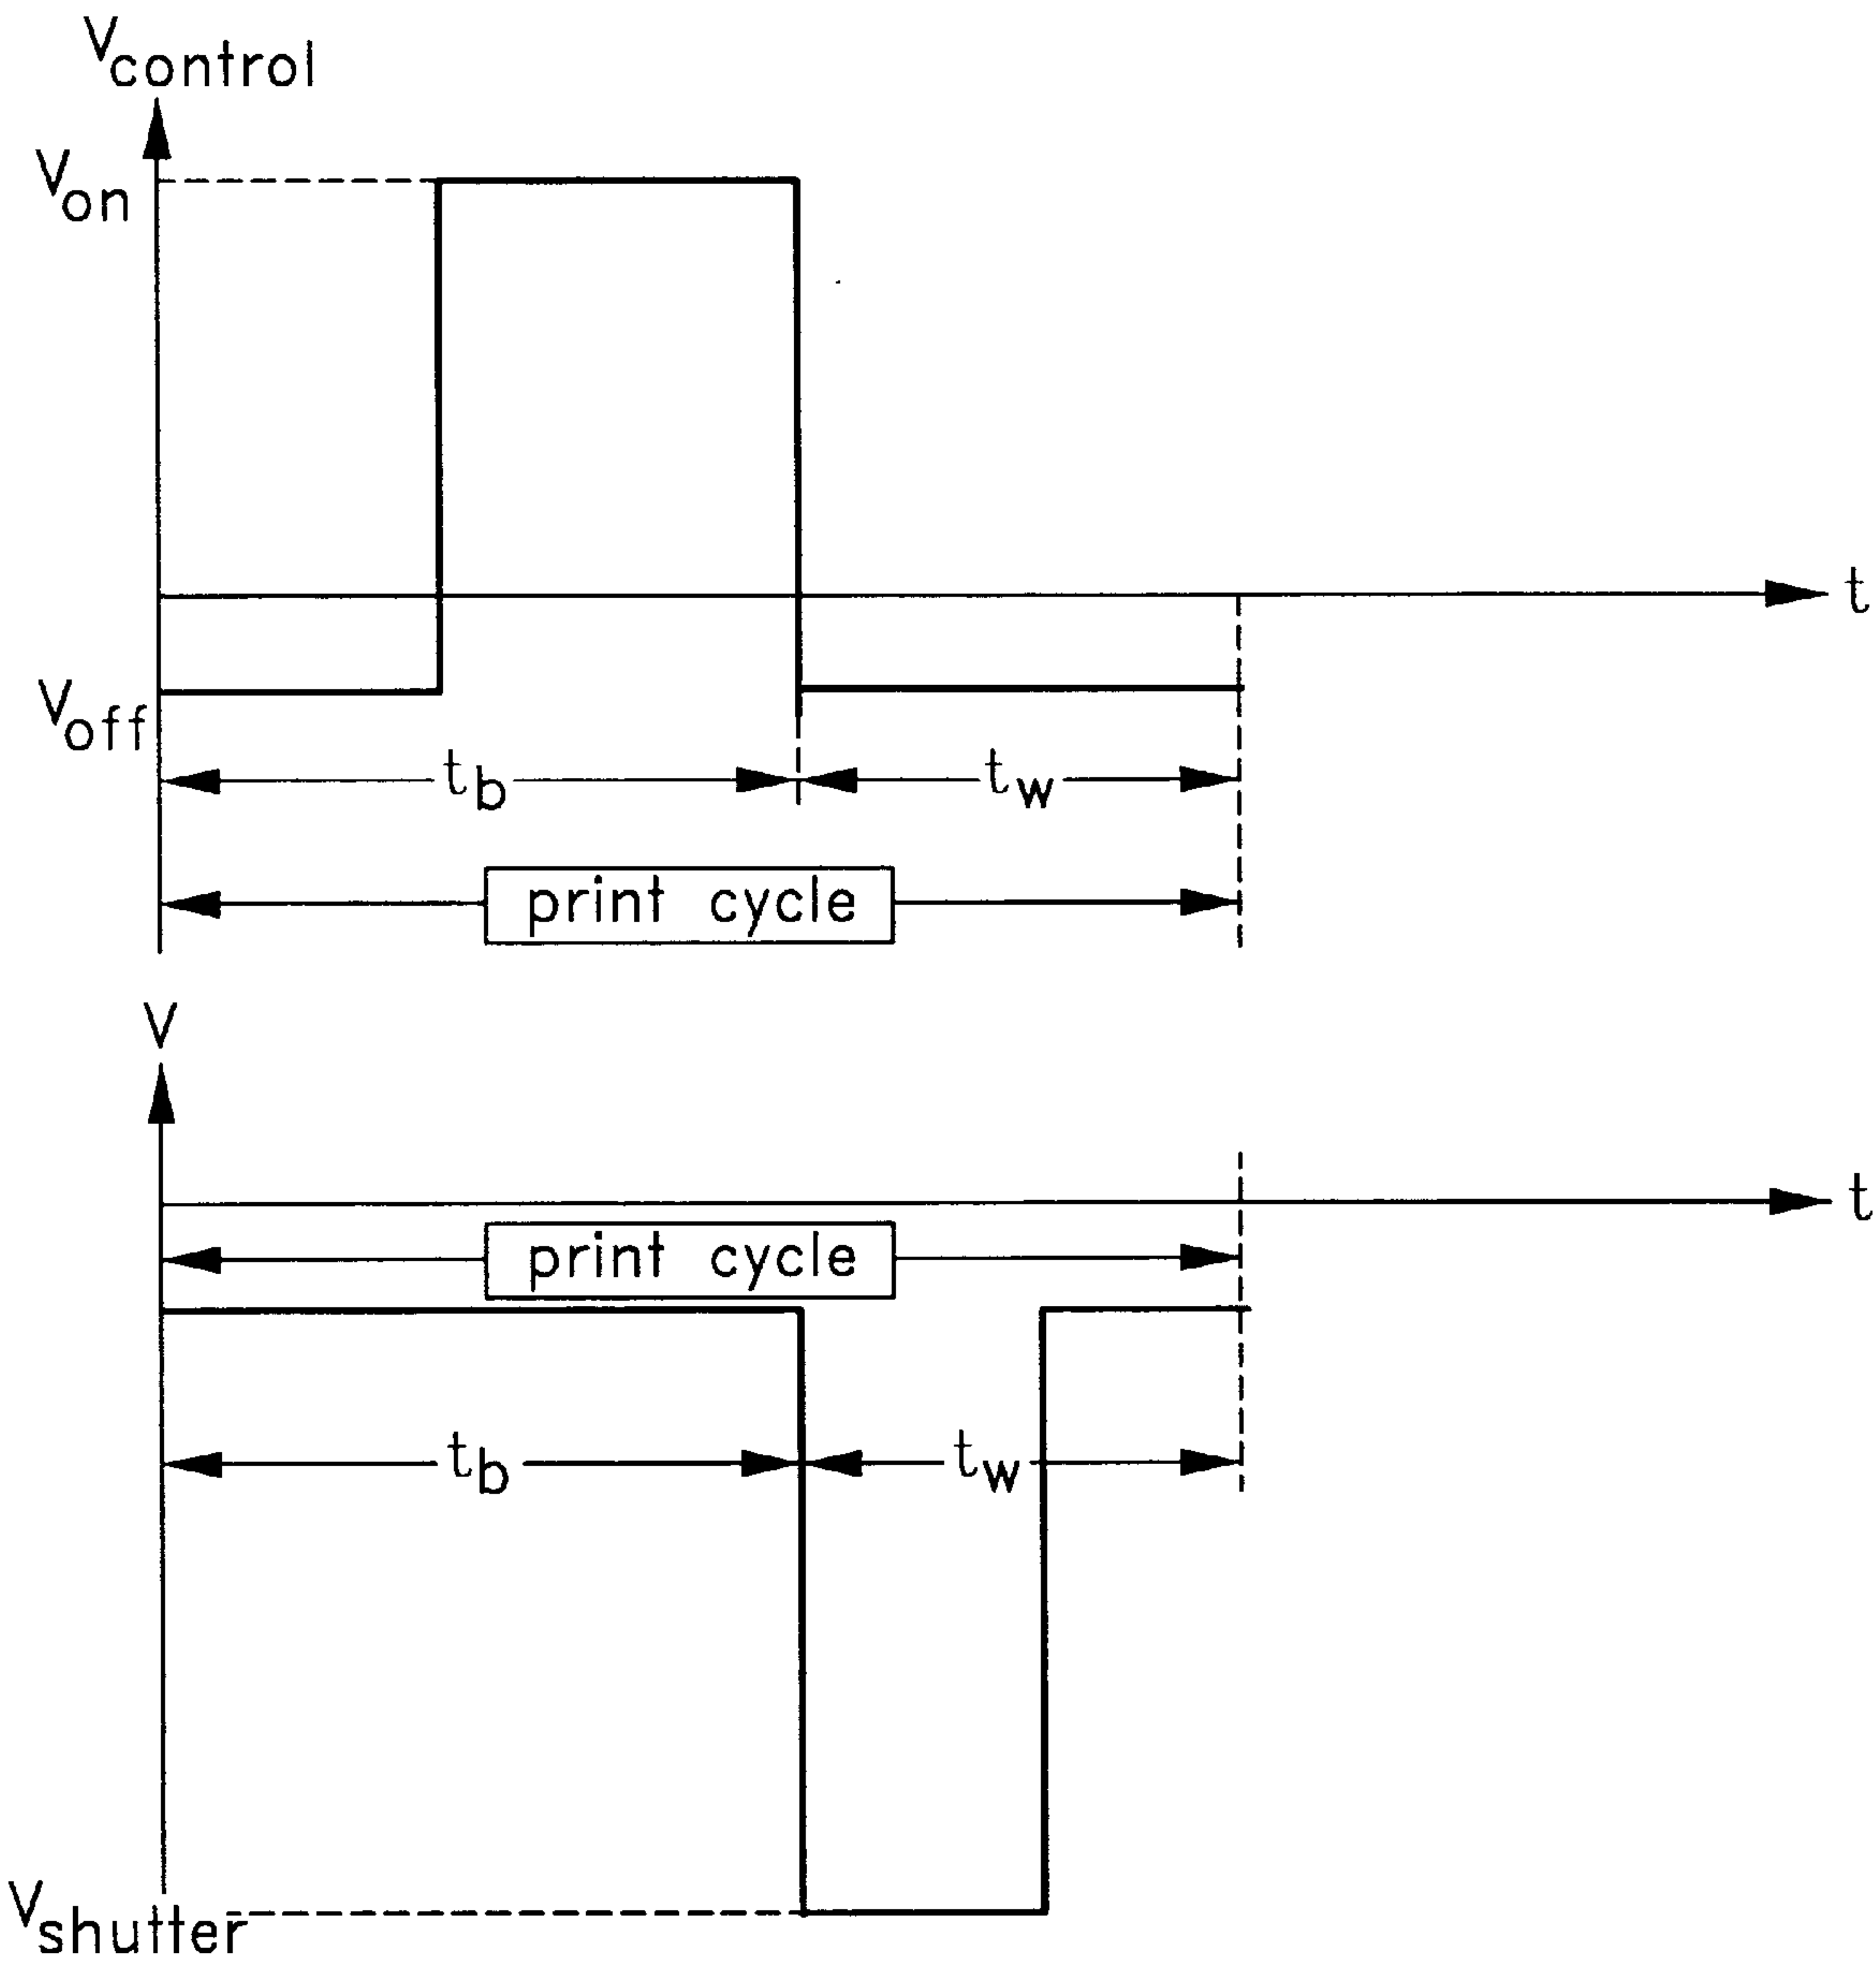 Vcontrol
Von
t
Voff
tb
tw
print cycle
V
t
print cycle
tb
tw
Vshutter